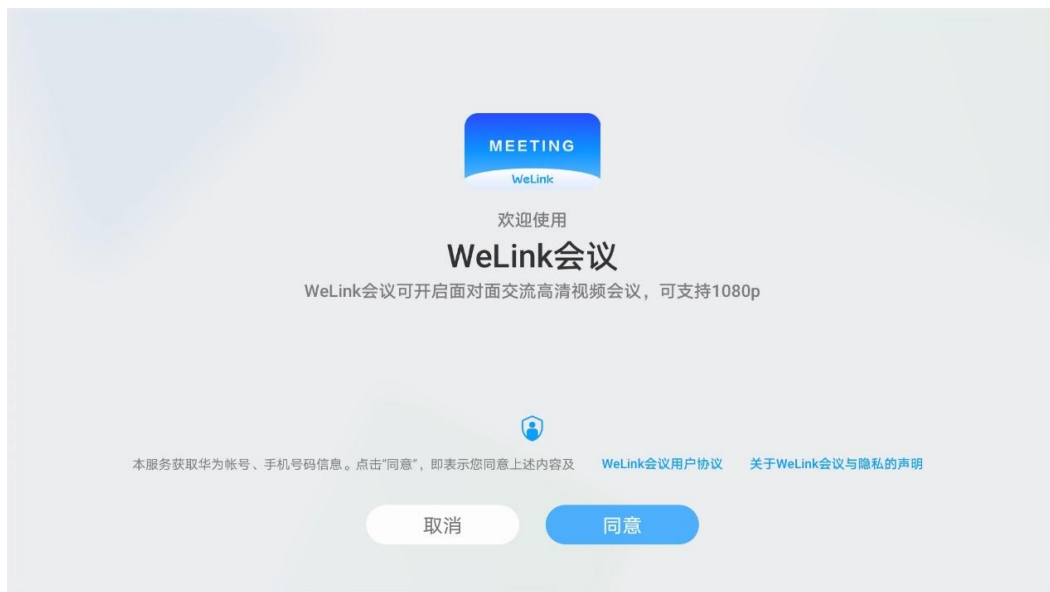 MEETING
WeLink
欢迎使用
WeLink会议
WeLink会议可开启面对面交流高清视频会议，可支持1080p
本服务获取华为帐号、手机号码信息。点击“同意”，即表示您同意上述内容及 WeLink会议用户协议 关于WeLink会议与隐私的声明
取消 同意